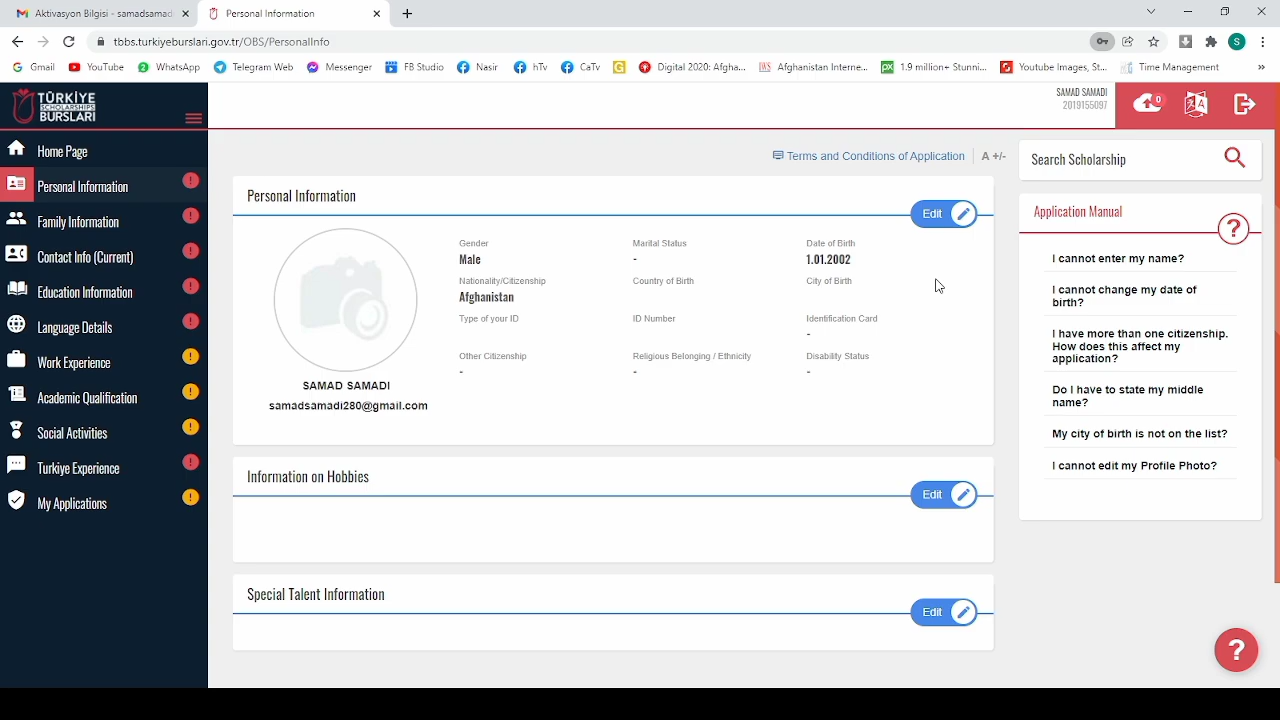 Aktivasyon Bilgisi - samadsamad
Personal Information
tbbs.turkiyeburslari.gov.tr/OBS/PersonalInfo
S
Gmail
YouTube
WhatsApp
Telegram Web
Messenger
FB Studio
Nasir
hTv
CaTv
Digital 2020: Afgha...
Afghanistan Interne...
1.9 million+ Stunni...
Youtube Images, St...
Time Management
»
TÜRKİYE
SCHOLARSHIPS
BURSLARI
SAMAD SAMADI
2019155097
0
Home Page
Personal Information
Family Information
Contact Info (Current)
Education Information
Language Details
Work Experience
Academic Qualification
Social Activities
Turkiye Experience
My Applications
Terms and Conditions of Application
A +/-
Personal Information
Edit
Gender
Male
Marital Status
-
Date of Birth
1.01.2002
Nationality/Citizenship
Afghanistan
Country of Birth
City of Birth
Type of your ID
ID Number
Identification Card
-
Other Citizenship
-
Religious Belonging / Ethnicity
-
Disability Status
-
SAMAD SAMADI
samadsamadi280@gmail.com
Information on Hobbies
Edit
Special Talent Information
Edit
Search Scholarship
Application Manual
?
I cannot enter my name?
I cannot change my date of
birth?
I have more than one citizenship.
How does this affect my
application?
Do I have to state my middle
name?
My city of birth is not on the list?
I cannot edit my Profile Photo?
?